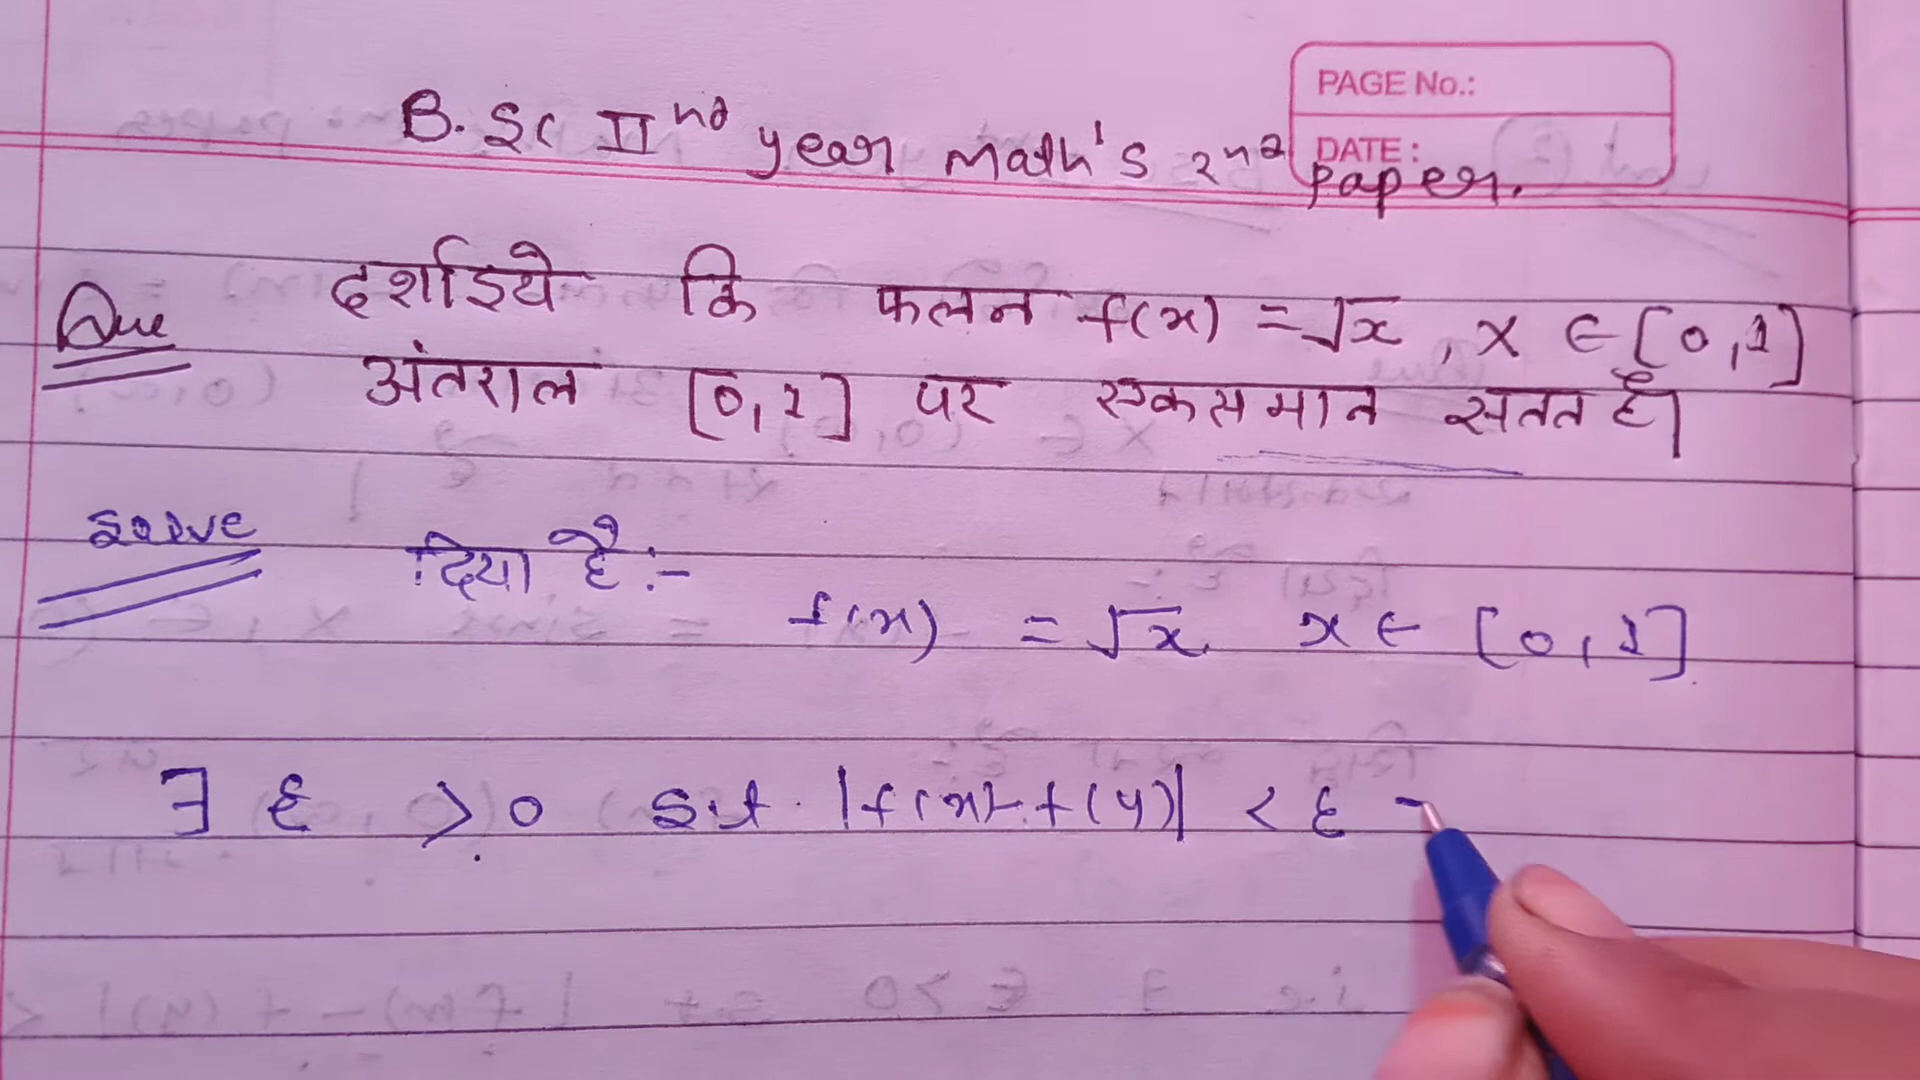 PAGE No.:
DATE:
B.Sc IInd year math's 2nd paper.
Que दर्शाइये कि फलन f(x) = √x , x ∈ [0,1]
अंतराल [0,1] पर एकसमान सतत है।
solve दिया है :-
f(x) = √x, x ∈ [0,1]
∃ ε > 0 s.t. |f(x)-f(y)| < ε -